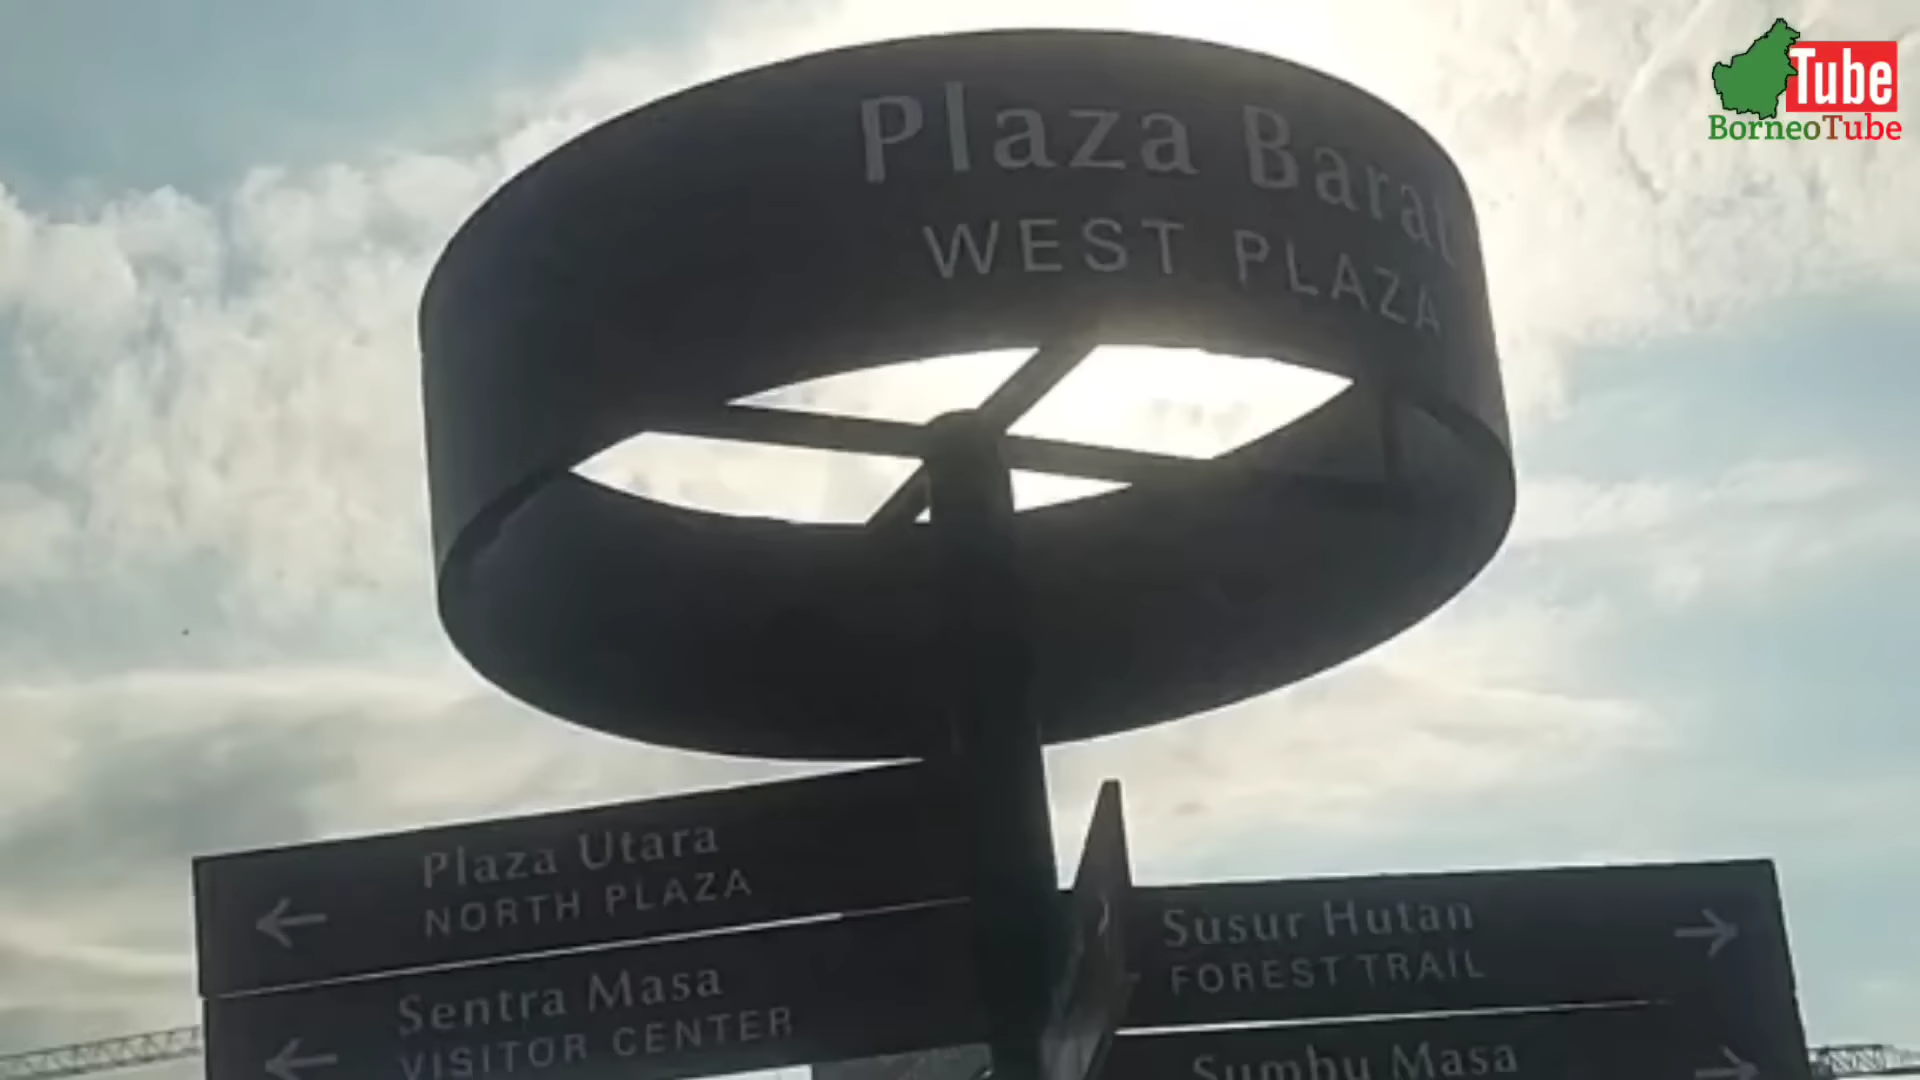 Tube
BorneoTube
Plaza Barat
WEST PLAZA
Plaza Utara
NORTH PLAZA
Sentra Masa
VISITOR CENTER
Susur Hutan
FOREST TRAIL
Sumbu Masa